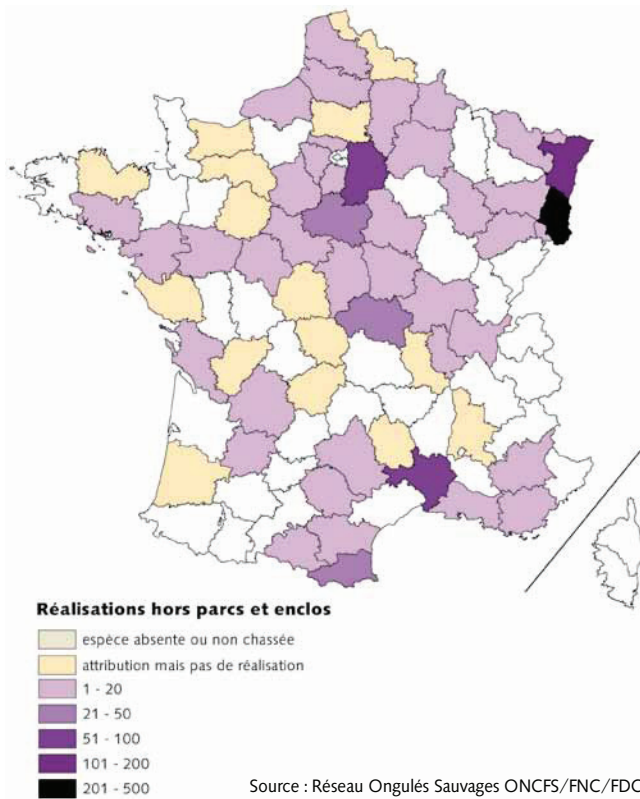 Réalisations hors parcs et enclos
espèce absente ou non chassée
attribution mais pas de réalisation
1 - 20
21 - 50
51 - 100
101 - 200
201 - 500
Source : Réseau Ongulés Sauvages ONCFS/FNC/FDC